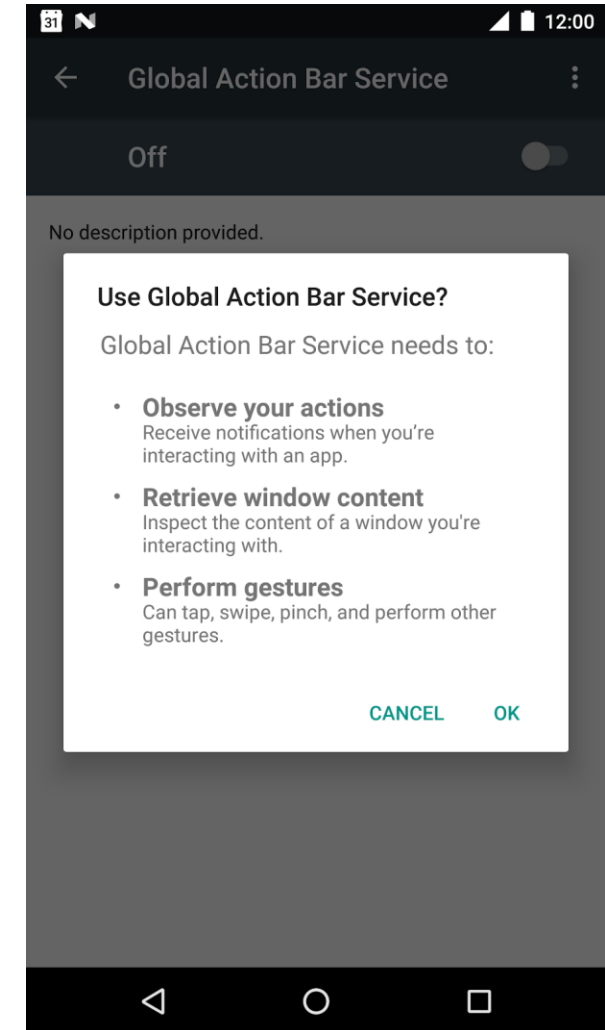 31 N 12:00
Global Action Bar Service
Off
No description provided.
Use Global Action Bar Service?
Global Action Bar Service needs to:
• Observe your actions
Receive notifications when you're
interacting with an app.
• Retrieve window content
Inspect the content of a window you're
interacting with.
• Perform gestures
Can tap, swipe, pinch, and perform other
gestures.
CANCEL OK